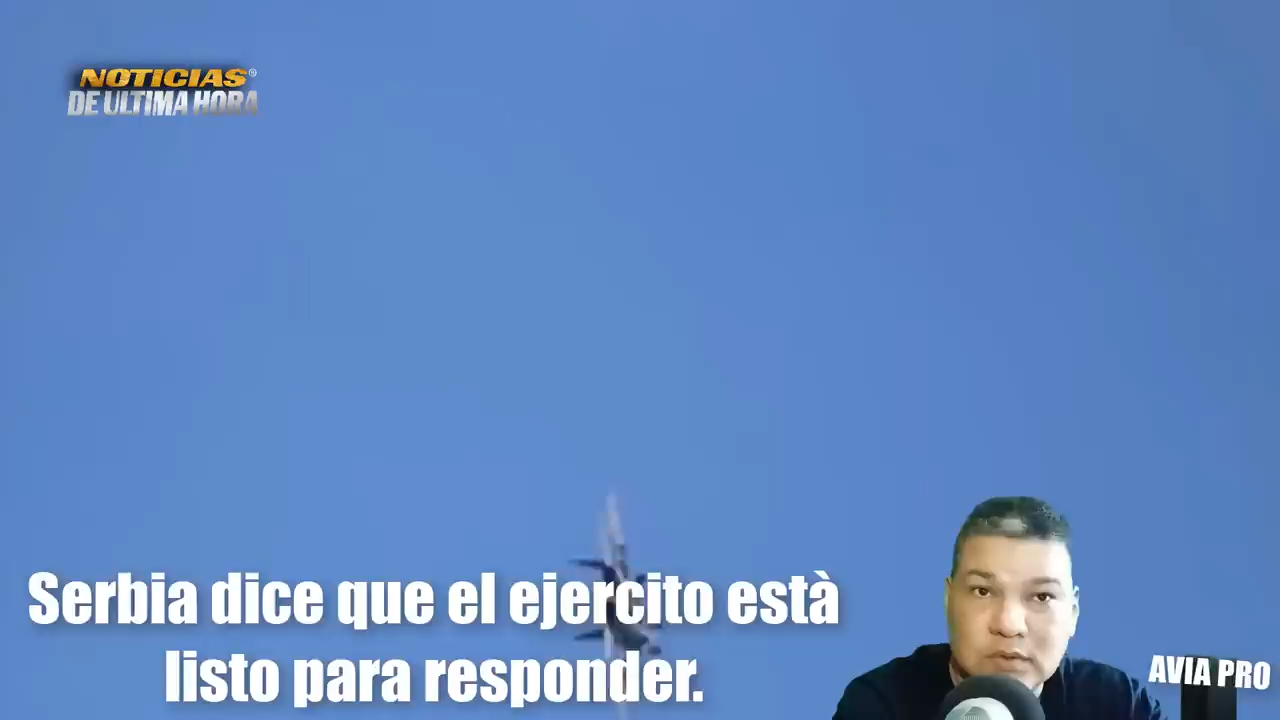 NOTICIAS®
DE ULTIMA HORA
Serbia dice que el ejercito està
listo para responder.
AVIA PRO